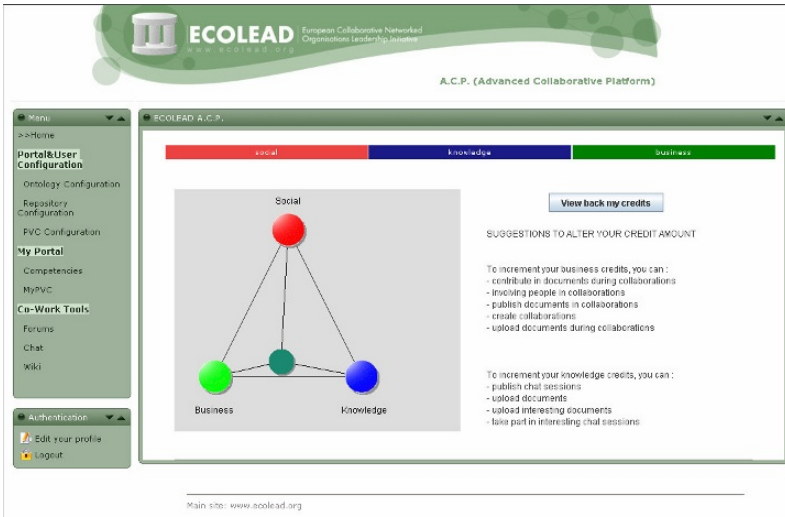 ECOLEAD
European Collaborative Networked
Organisations Leadership Initiative
www.ecolead.org
A.C.P. (Advanced Collaborative Platform)
Menu
>>Home
Portal&User
Configuration
Ontology Configuration
Repository
Configuration
PVC Configuration
My Portal
Competencies
MyPVC
Co-Work Tools
Forums
Chat
Wiki
Authentication
Edit your profile
Logout
ECOLEAD A.C.P.
social
knowledge
business
Social
Business
Knowledge
View back my credits
SUGGESTIONS TO ALTER YOUR CREDIT AMOUNT
To increment your business credits, you can :
- contribute in documents during collaborations
- involving people in collaborations
- publish documents in collaborations
- create collaborations
- upload documents during collaborations
To increment your knowledge credits, you can :
- publish chat sessions
- upload documents
- upload interesting documents
- take part in interesting chat sessions
Main site: www.ecolead.org